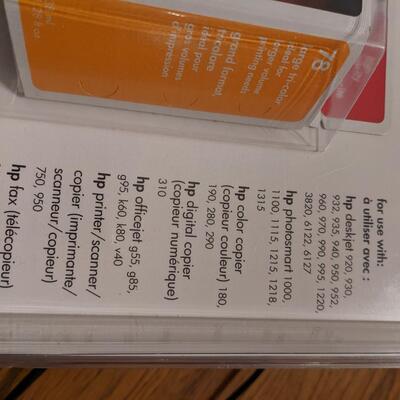 78
large tri-color
ideal for
larger volume
printing needs
grand format,
tricolore
idéal pour
gros volumes
d'impression
for use with:
à utiliser avec :
hp deskjet 920, 930,
932, 935, 940, 950, 952,
960, 970, 990, 995, 1220,
3820, 6122, 6127
hp photosmart 1000,
1100, 1115, 1215, 1218,
1315
hp color copier
(copieur couleur) 180,
190, 280, 290
hp digital copier
(copieur numérique)
310
hp officejet g55, g85,
g95, k60, k80, v40
hp printer/scanner/
copier (imprimante/
scanneur/copieur)
750, 950
hp fax (télécopieur)